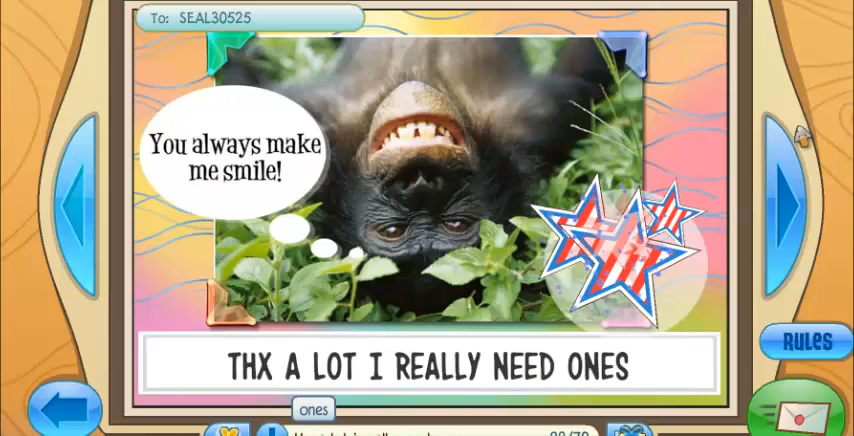 To: SEAL30525
You always make
me smile!
THX A LOT I REALLY NEED ONES
RULES
ones